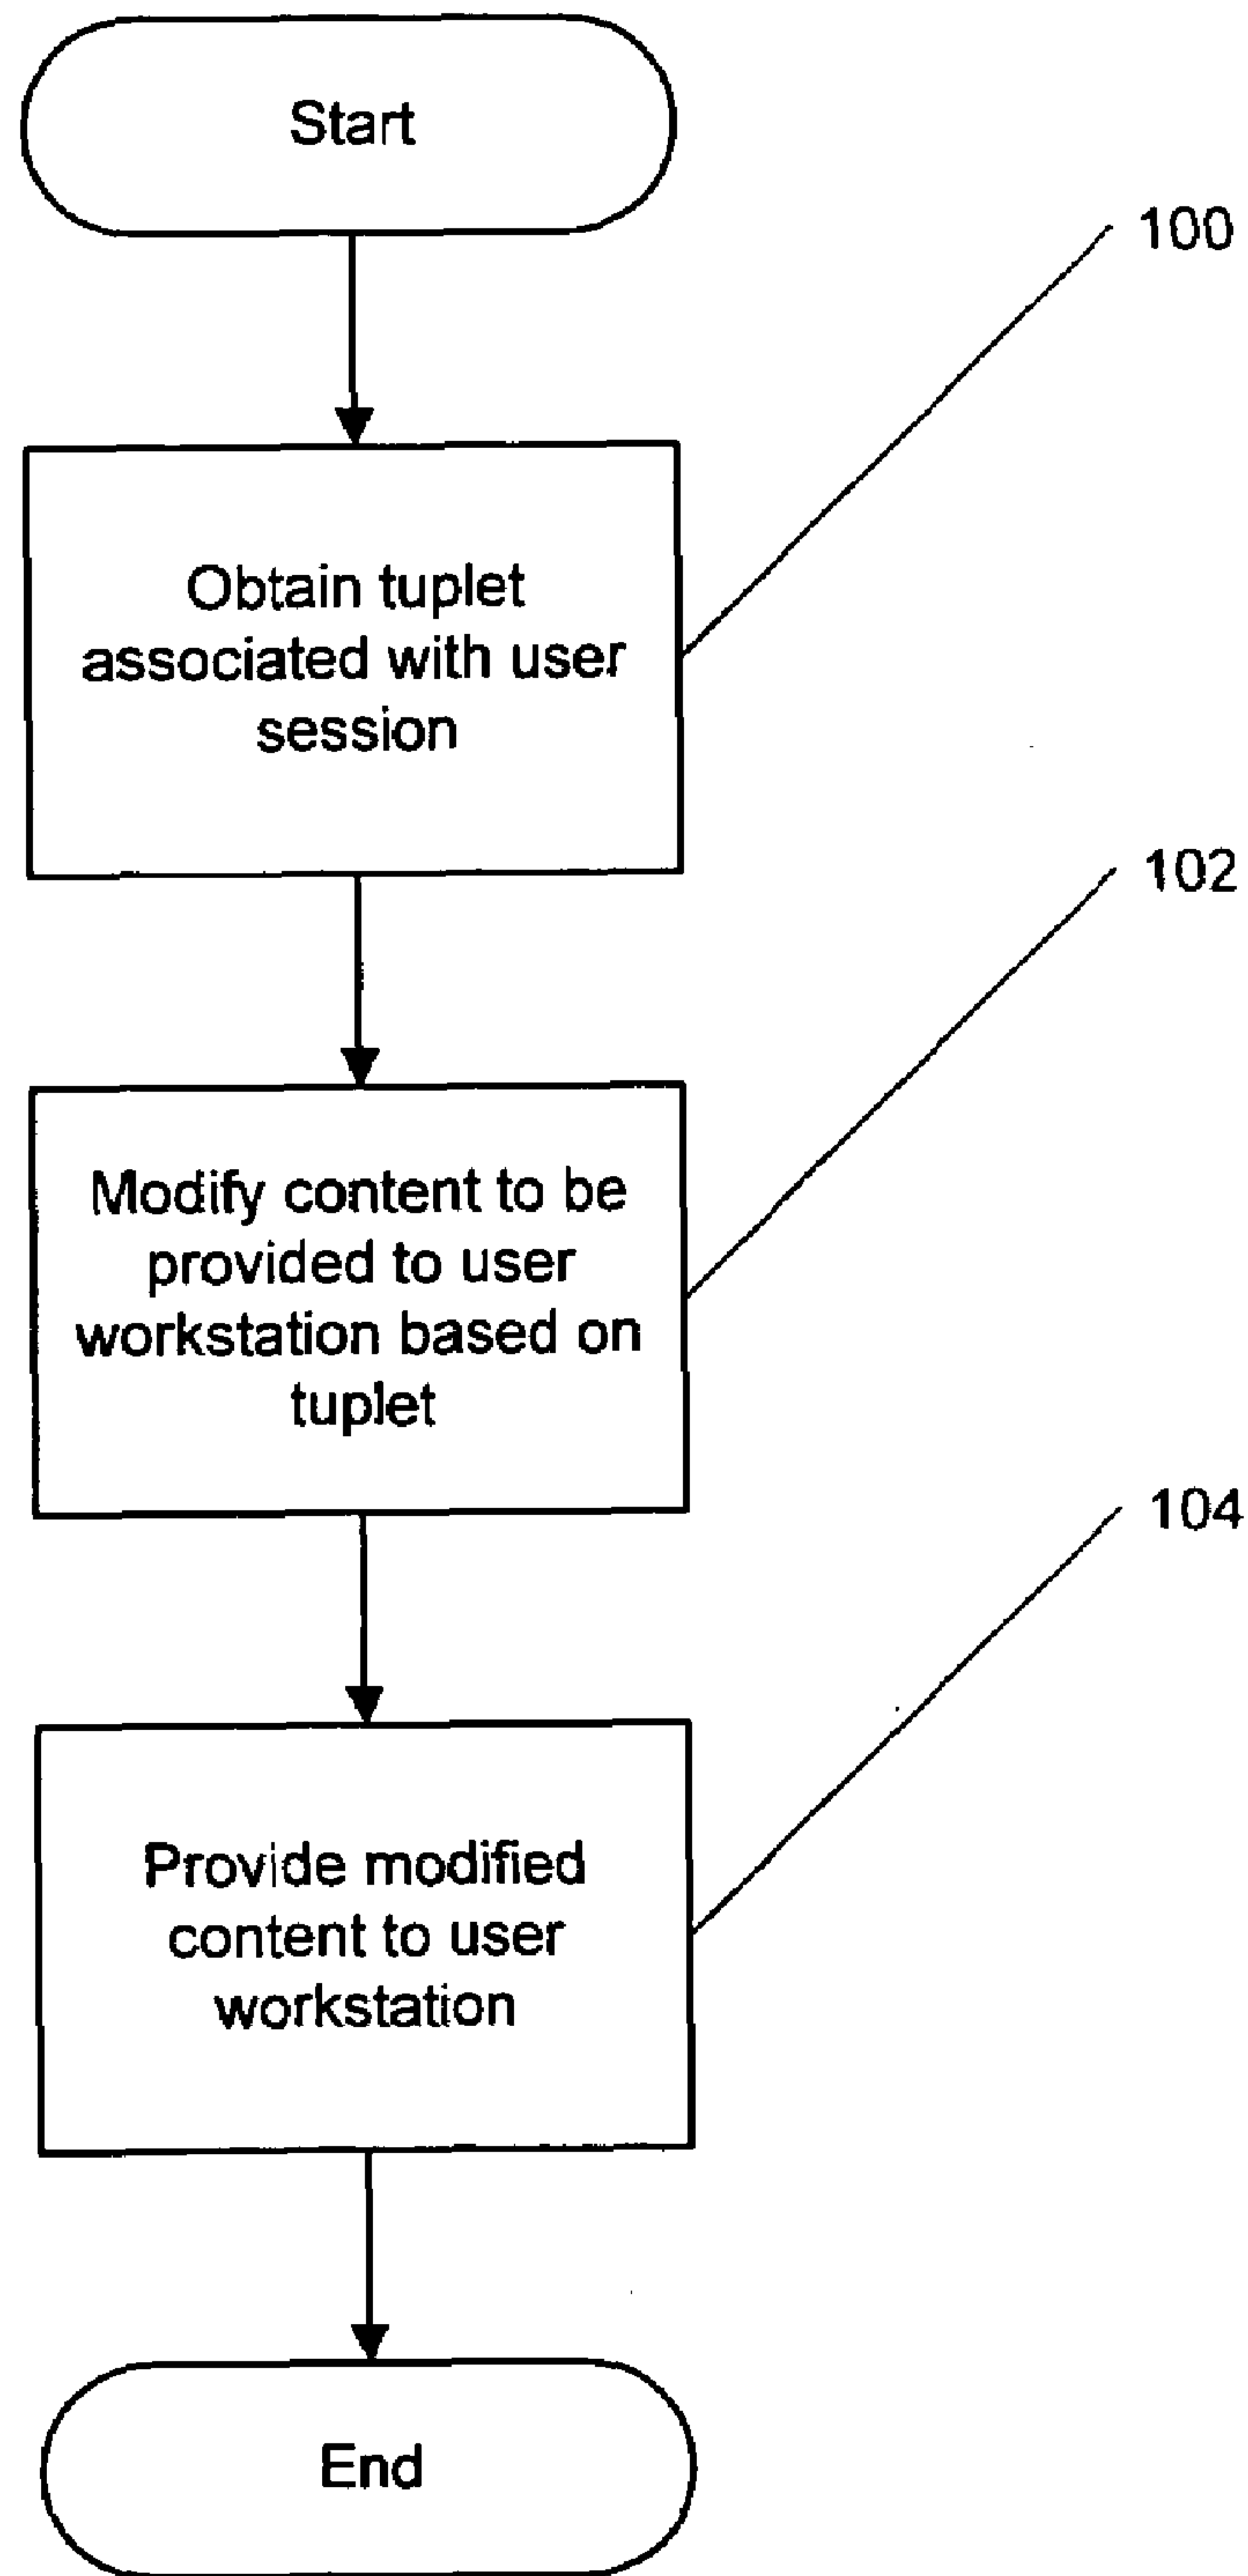 Start
100
Obtain tuplet
associated with user
session
102
Modify content to be
provided to user
workstation based on
tuplet
104
Provide modified
content to user
workstation
End